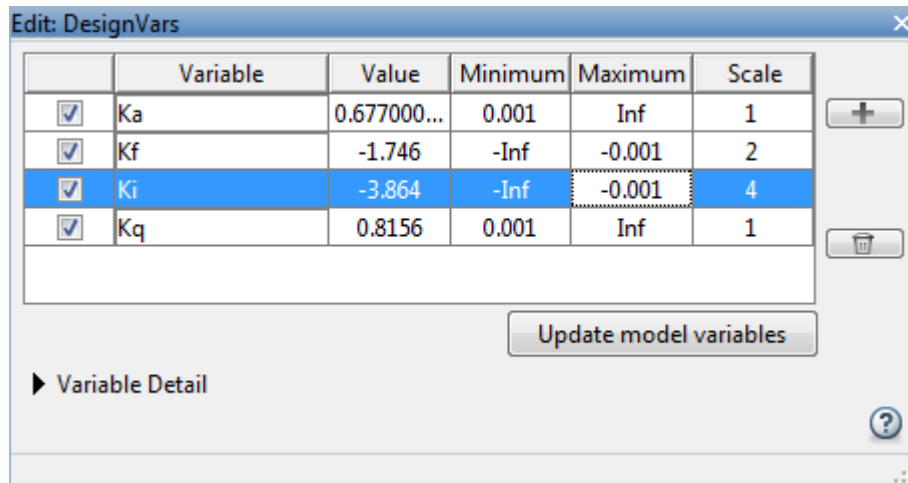 Edit: DesignVars
Variable Value Minimum Maximum Scale
Ka 0.677000... 0.001 Inf 1
Kf -1.746 -Inf -0.001 2
Ki -3.864 -Inf -0.001 4
Kq 0.8156 0.001 Inf 1
Update model variables
Variable Detail